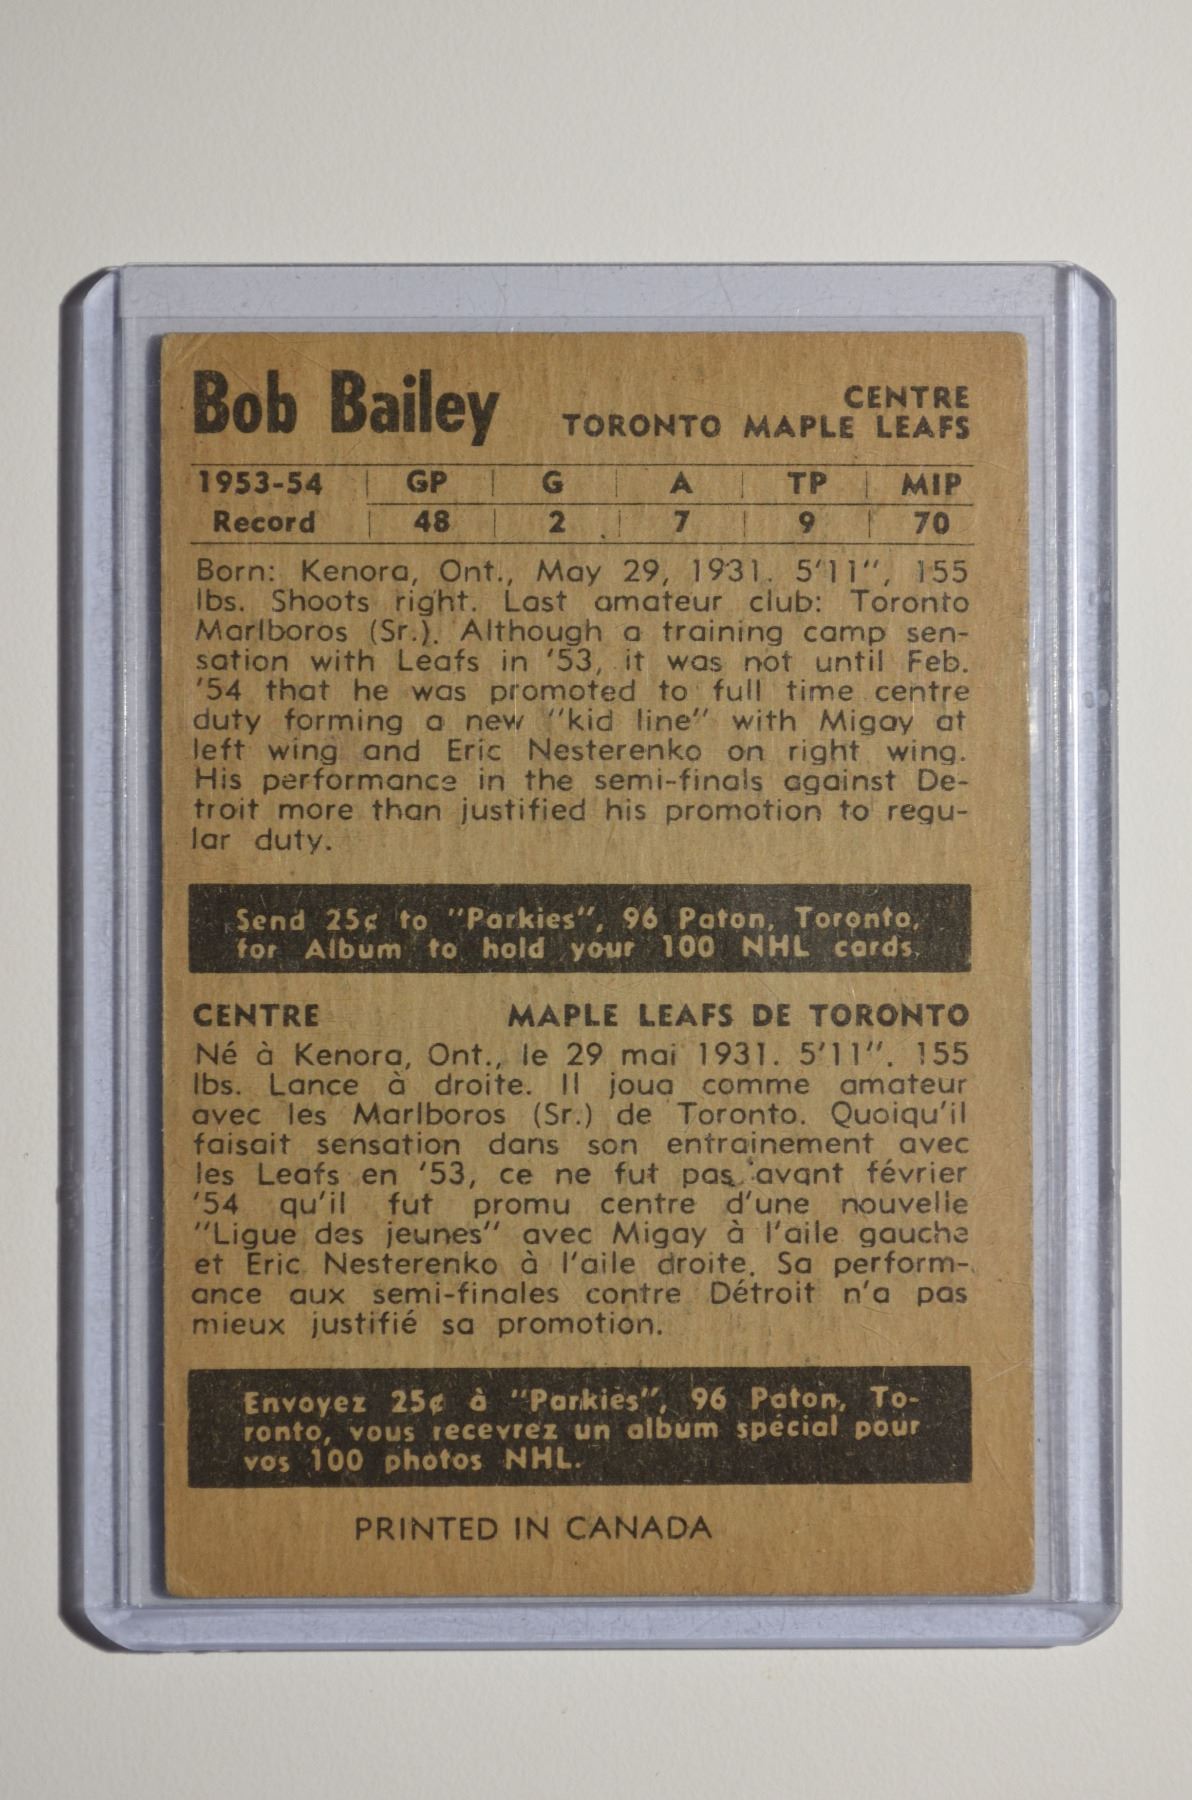 Bob Bailey
CENTRE
TORONTO MAPLE LEAFS
1953-54 GP G A TP MIP
Record 48 2 7 9 70
Born: Kenora, Ont., May 29, 1931. 5'11", 155
lbs. Shoots right. Last amateur club: Toronto
Marlboros (Sr.). Although a training camp sen-
sation with Leafs in '53, it was not until Feb.
'54 that he was promoted to full time centre
duty forming a new "kid line" with Migay at
left wing and Eric Nesterenko on right wing.
His performance in the semi-finals against De-
troit more than justified his promotion to regu-
lar duty.
Send 25¢ to "Parkies", 96 Paton, Toronto,
for Album to hold your 100 NHL cards.
CENTRE MAPLE LEAFS DE TORONTO
Né à Kenora, Ont., le 29 mai 1931. 5'11". 155
lbs. Lance à droite. Il joua comme amateur
avec les Marlboros (Sr.) de Toronto. Quoiqu'il
faisait sensation dans son entrainement avec
les Leafs en '53, ce ne fut pas avant février
'54 qu'il fut promu centre d'une nouvelle
"Ligue des jeunes" avec Migay à l'aile gauche
et Eric Nesterenko à l'aile droite. Sa perform-
ance aux semi-finales contre Détroit n'a pas
mieux justifié sa promotion.
Envoyez 25¢ à "Parkies", 96 Paton, To-
ronto, vous recevrez un album spécial pour
vos 100 photos NHL.
PRINTED IN CANADA